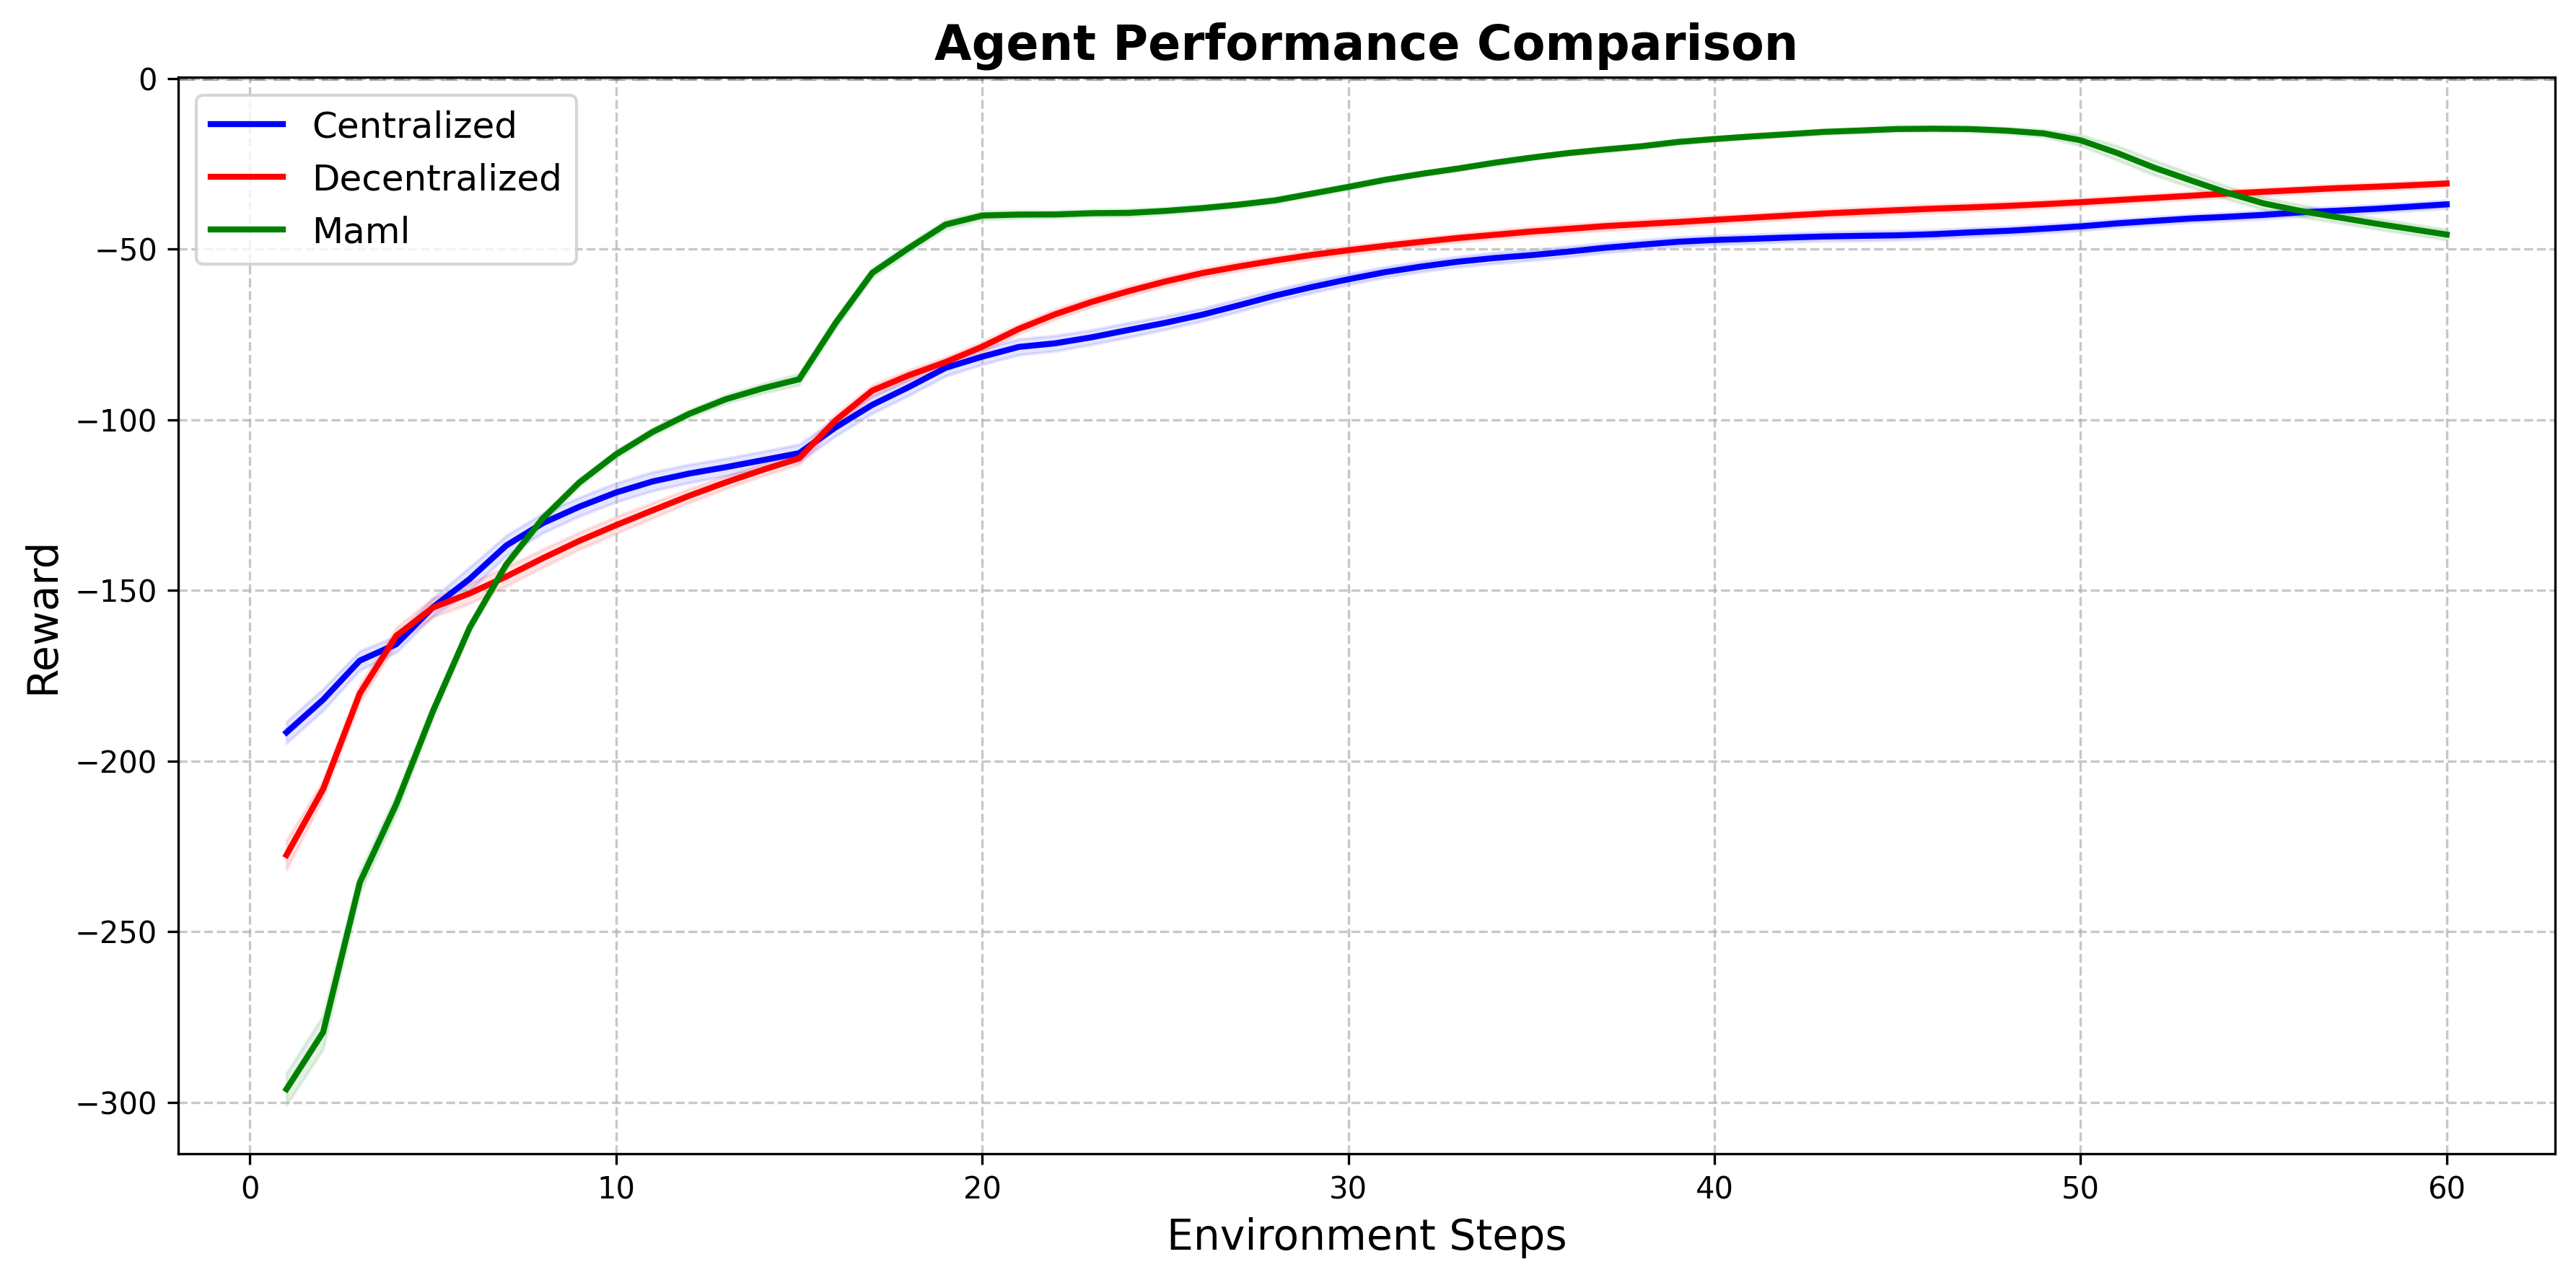 Agent Performance Comparison
Centralized
Decentralized
Maml
Reward
0
−50
−100
−150
−200
−250
−300
0 10 20 30 40 50 60
Environment Steps